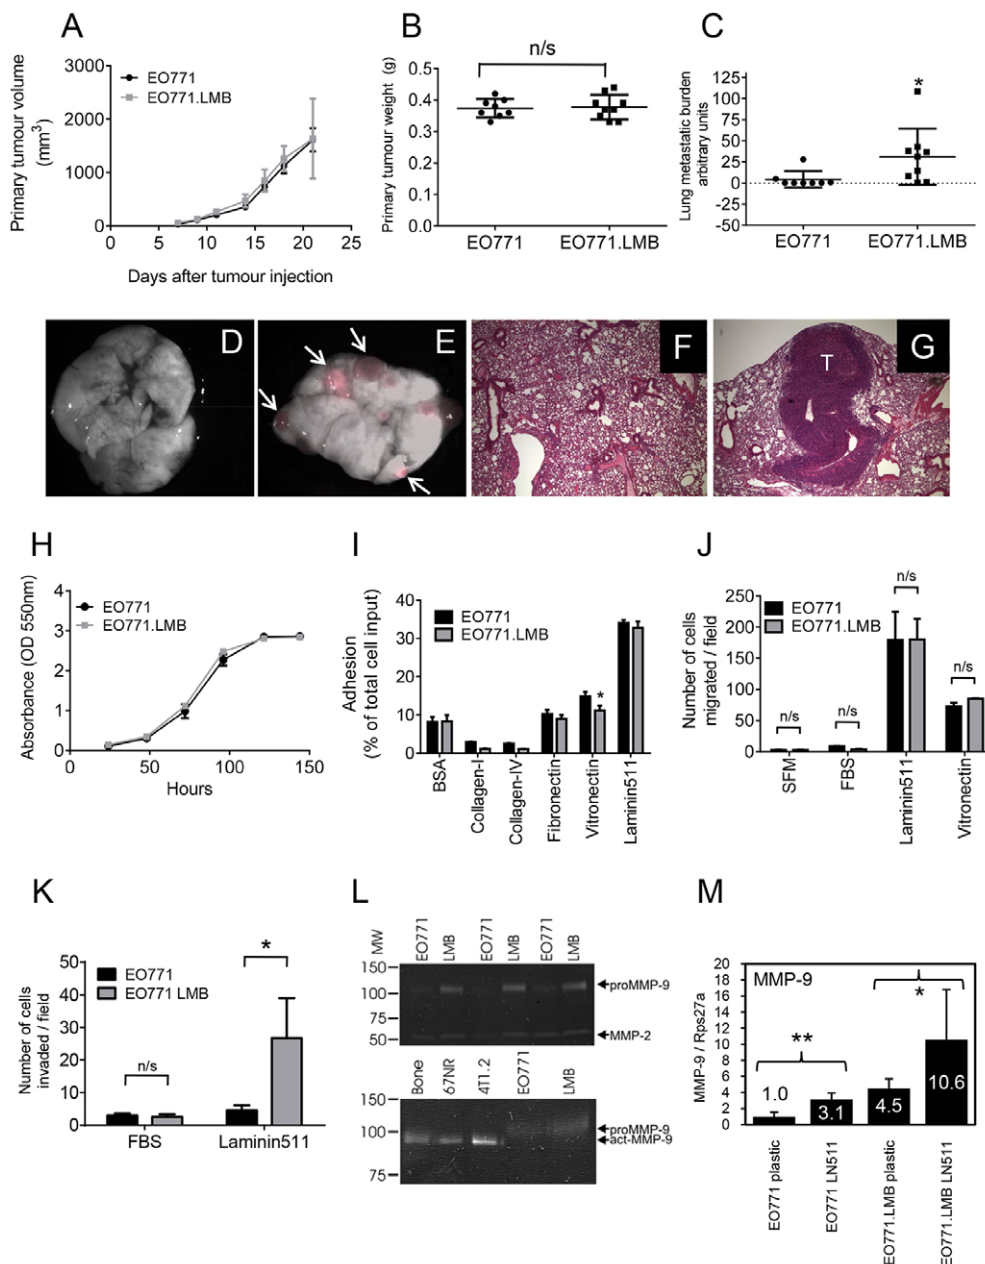 A
Primary tumour volume
(mm3)
3000
2000
1000
0
EO771
EO771.LMB
0 5 10 15 20 25
Days after tumour injection
B
n/s
Primary tumour weight (g)
0.5
0.4
0.3
0.2
0.1
0.0
EO771 EO771.LMB
C
Lung metastatic burden
arbitrary units
125
100
75
50
25
0
-25
-50
*
EO771 EO771.LMB
D
E
F
G
T
H
Absorbance (OD 550nm)
4
3
2
1
0
EO771
EO771.LMB
0 50 100 150
Hours
I
Adhesion
(% of total cell input)
40
30
20
10
0
EO771
EO771.LMB
*
BSA
Collagen-I
Collagen-IV
Fibronectin
Vitronectin
Laminin511
J
Number of cells
migrated / field
250
200
150
100
50
0
EO771
EO771.LMB
n/s
n/s
n/s
n/s
SFM
FBS
Laminin511
Vitronectin
K
Number of cells
invaded / field
50
40
30
20
10
0
EO771
EO771 LMB
n/s
*
FBS Laminin511
L
MW
EO771
LMB
EO771
LMB
EO771
LMB
150
100
75
50
proMMP-9
MMP-2
Bone
67NR
4T1.2
EO771
LMB
150
100
75
proMMP-9
act-MMP-9
M
MMP-9 / Rps27a
20
18
16
14
12
10
8
6
4
2
0
MMP-9
**
*
1.0
3.1
4.5
10.6
EO771 plastic
EO771 LN511
EO771.LMB plastic
EO771.LMB LN511